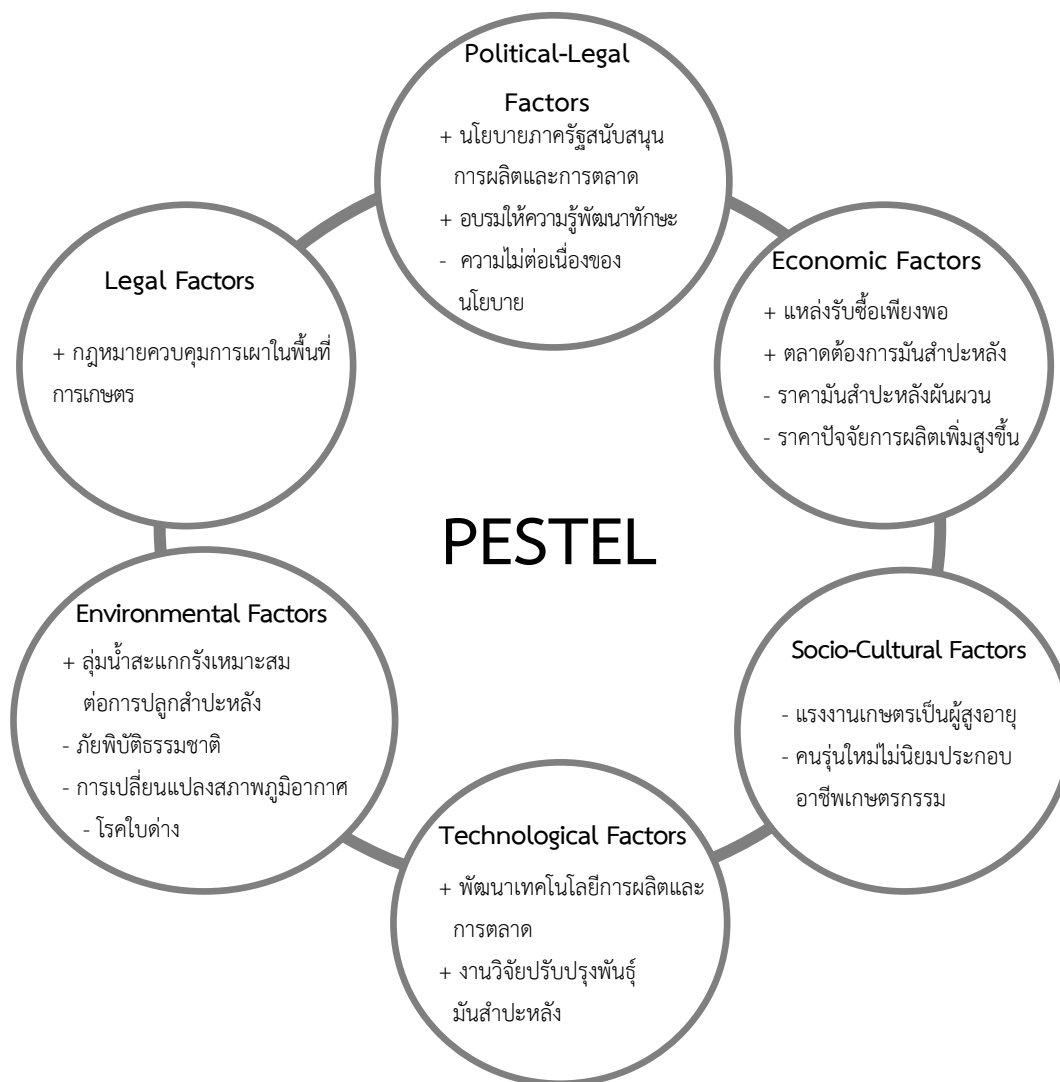 Political-Legal
Factors
+ นโยบายภาครัฐสนับสนุน
การผลิตและการตลาด
+ อบรมให้ความรู้พัฒนาทักษะ
- ความไม่ต่อเนื่องของ
นโยบาย
Economic Factors
+ แหล่งรับซื้อเพียงพอ
+ ตลาดต้องการมันสำปะหลัง
- ราคามันสำปะหลังผันผวน
- ราคาปัจจัยการผลิตเพิ่มสูงขึ้น
Legal Factors
+ กฎหมายควบคุมการเผาในพื้นที่
การเกษตร
PESTEL
Environmental Factors
+ ลุ่มน้ำสะแกกรังเหมาะสม
ต่อการปลูกสำปะหลัง
- ภัยพิบัติธรรมชาติ
- การเปลี่ยนแปลงสภาพภูมิอากาศ
- โรคใบด่าง
Socio-Cultural Factors
- แรงงานเกษตรเป็นผู้สูงอายุ
- คนรุ่นใหม่ไม่นิยมประกอบ
อาชีพเกษตรกรรม
Technological Factors
+ พัฒนาเทคโนโลยีการผลิตและ
การตลาด
+ งานวิจัยปรับปรุงพันธุ์
มันสำปะหลัง